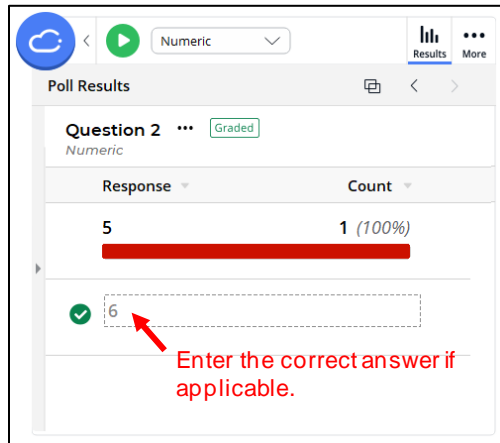 Numeric
Results
More
Poll Results
Question 2 ••• Graded
Numeric
Response Count
5 1 (100%)
6
Enter the correct answer if
applicable.